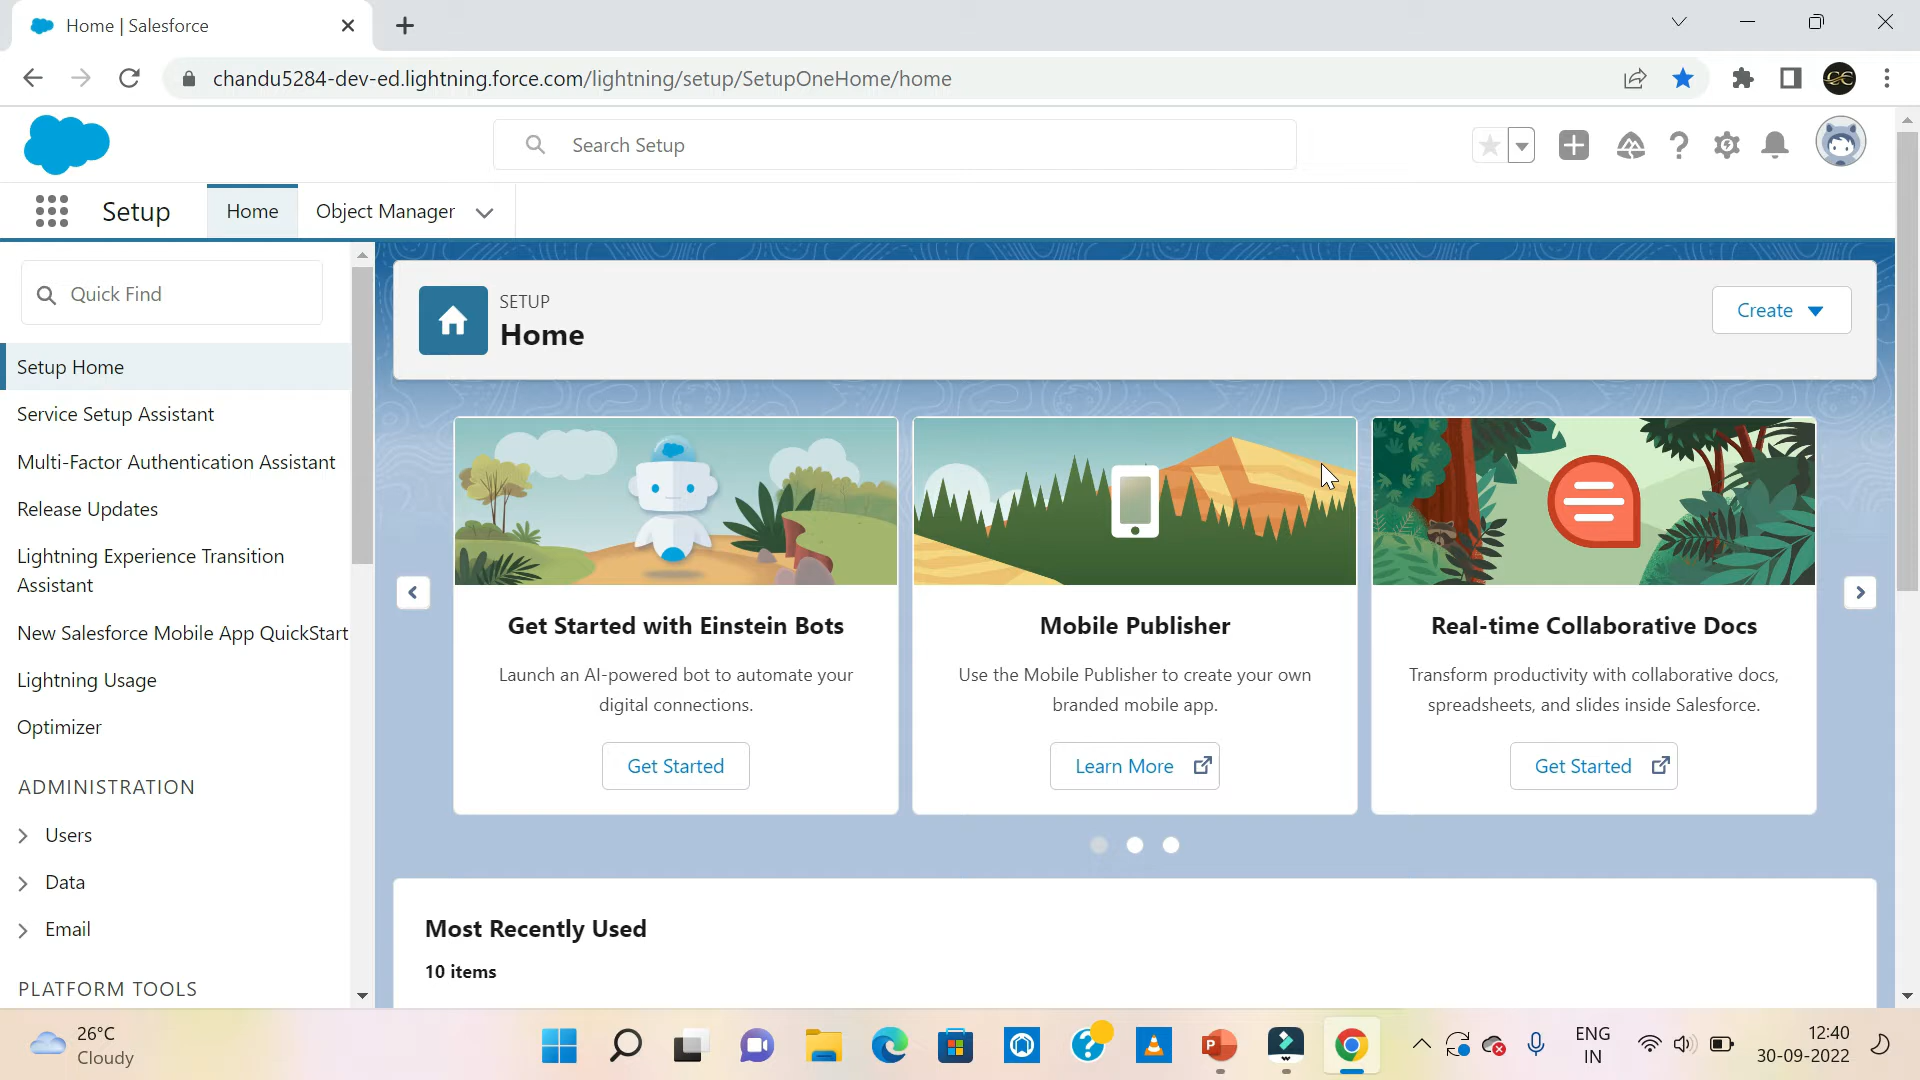 Home | Salesforce
chandu5284-dev-ed.lightning.force.com/lightning/setup/SetupOneHome/home
Search Setup
Setup
Home
Object Manager
Quick Find
Setup Home
Service Setup Assistant
Multi-Factor Authentication Assistant
Release Updates
Lightning Experience Transition
Assistant
New Salesforce Mobile App QuickStart
Lightning Usage
Optimizer
ADMINISTRATION
Users
Data
Email
PLATFORM TOOLS
SETUP
Home
Create
Get Started with Einstein Bots
Launch an AI-powered bot to automate your
digital connections.
Get Started
Mobile Publisher
Use the Mobile Publisher to create your own
branded mobile app.
Learn More
Real-time Collaborative Docs
Transform productivity with collaborative docs,
spreadsheets, and slides inside Salesforce.
Get Started
Most Recently Used
10 items
26°C
Cloudy
ENG
IN
12:40
30-09-2022